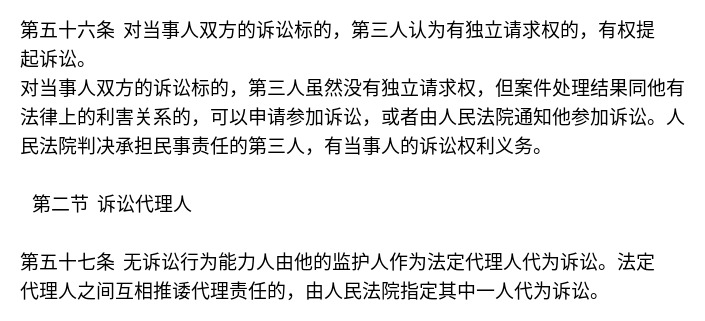 第五十六条 对当事人双方的诉讼标的，第三人认为有独立请求权的，有权提
起诉讼。
对当事人双方的诉讼标的，第三人虽然没有独立请求权，但案件处理结果同他有
法律上的利害关系的，可以申请参加诉讼，或者由人民法院通知他参加诉讼。人
民法院判决承担民事责任的第三人，有当事人的诉讼权利义务。
第二节 诉讼代理人
第五十七条 无诉讼行为能力人由他的监护人作为法定代理人代为诉讼。法定
代理人之间互相推诿代理责任的，由人民法院指定其中一人代为诉讼。